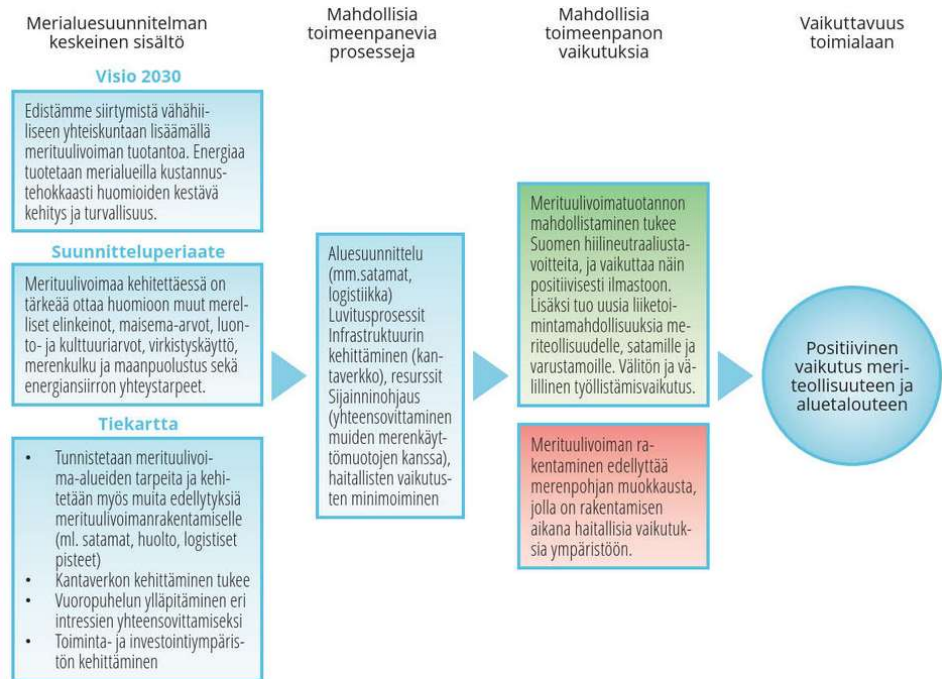 Merialuesuunnitelman
keskeinen sisältö
Mahdollisia
toimeenpanevia
prosesseja
Mahdollisia
toimeenpanon
vaikutuksia
Vaikuttavuus
toimialaan
Visio 2030
Edistämme siirtymistä vähähii-
liseen yhteiskuntaan lisäämällä
merituulivoiman tuotantoa. Energiaa
tuotetaan merialueilla kustannus-
tehokkaasti huomioiden kestävä
kehitys ja turvallisuus.
Suunnitteluperiaate
Merituulivoimaa kehitettäessä on
tärkeää ottaa huomioon muut merel-
liset elinkeinot, maisema-arvot, luon-
to- ja kulttuuriarvot, virkistyskäyttö,
merenkulku ja maanpuolustus sekä
energiansiirron yhteystarpeet.
Tiekartta
• Tunnistetaan merituulivoi-
ma-alueiden tarpeita ja kehi-
tetään myös muita edellytyksiä
merituulivoimanrakentamiselle
(ml. satamat, huolto, logistiset
pisteet)
• Kantaverkon kehittäminen tukee
• Vuoropuhelun ylläpitäminen eri
intressien yhteensovittamiseksi
• Toiminta- ja investointiympäris-
tön kehittäminen
Aluesuunnittelu
(mm.satamat,
logistiikka)
Luvitusprosessit
Infrastruktuurin
kehittäminen (kan-
taverkko), resurssit
Sijainninohjaus
(yhteensovittaminen
muiden merenkäyt-
tömuotojen kanssa),
haitallisten vaikutus-
ten minimoiminen
Merituulivoimatuotannon
mahdollistaminen tukee
Suomen hiilineutraaliusta-
voitteita, ja vaikuttaa näin
positiivisesti ilmastoon.
Lisäksi tuo uusia liiketoi-
mintamahdollisuuksia me-
riteollisuudelle, satamille ja
varustamoille. Välitön ja vä-
lillinen työllistämisvaikutus.
Merituulivoiman ra-
kentaminen edellyttää
merenpohjan muokkausta,
jolla on rakentamisen
aikana haitallisia vaikutuk-
sia ympäristöön.
Positiivinen
vaikutus meri-
teollisuuteen ja
aluetalouteen